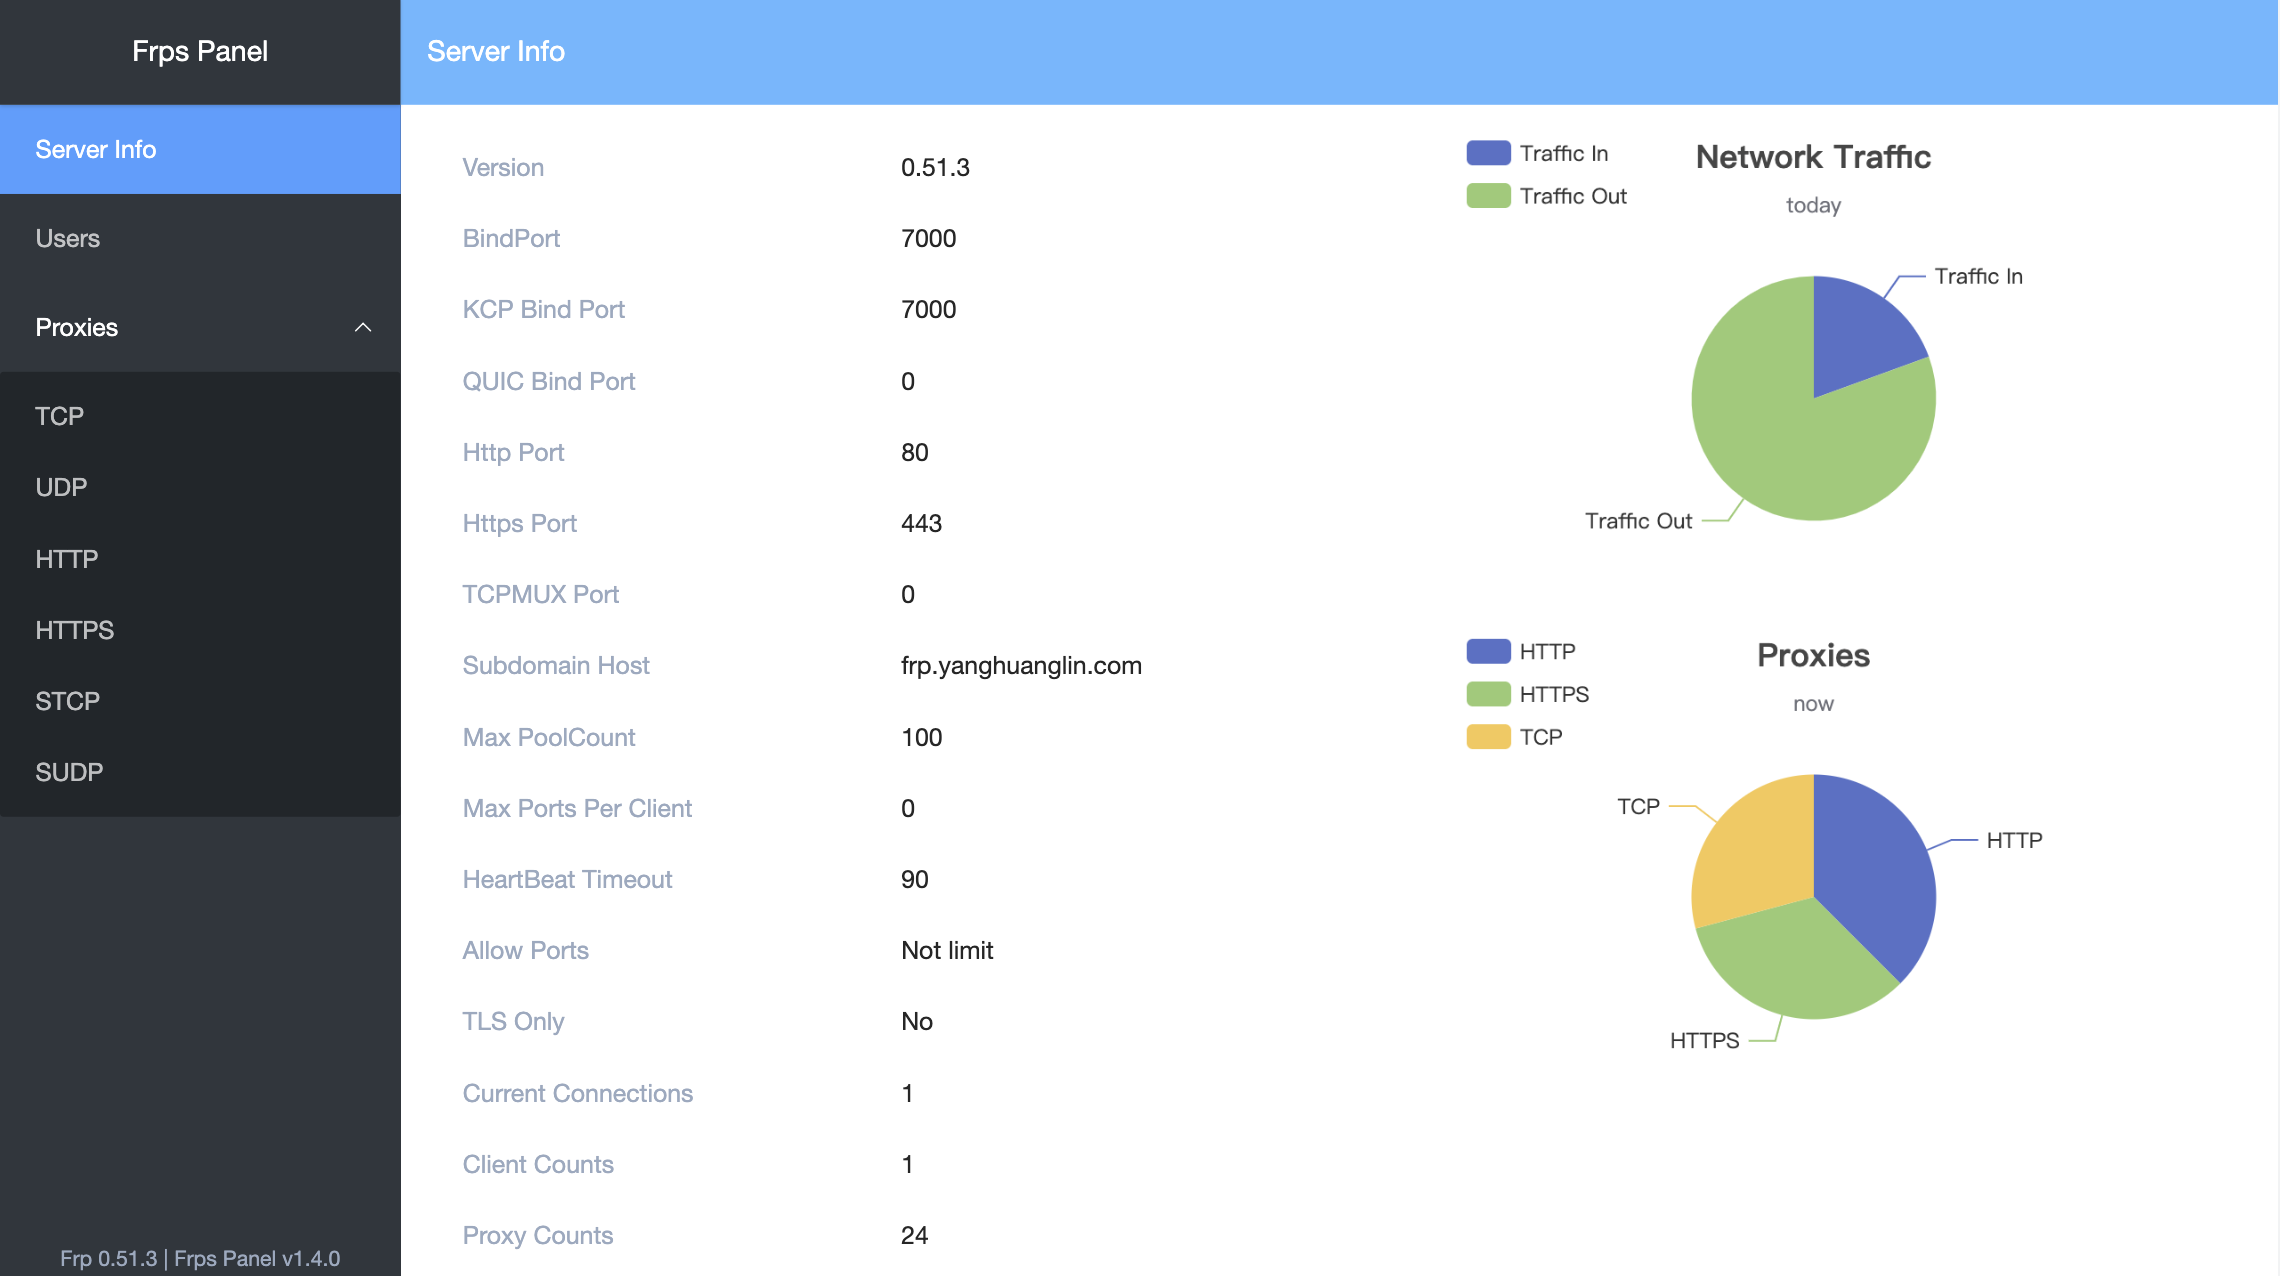 Frps Panel
Server Info
Server Info
Users
Proxies
TCP
UDP
HTTP
HTTPS
STCP
SUDP
Frp 0.51.3 | Frps Panel v1.4.0
Version 0.51.3
BindPort 7000
KCP Bind Port 7000
QUIC Bind Port 0
Http Port 80
Https Port 443
TCPMUX Port 0
Subdomain Host frp.yanghuanglin.com
Max PoolCount 100
Max Ports Per Client 0
HeartBeat Timeout 90
Allow Ports Not limit
TLS Only No
Current Connections 1
Client Counts 1
Proxy Counts 24
Traffic In
Traffic Out
Network Traffic
today
Traffic In
Traffic Out
HTTP
HTTPS
TCP
Proxies
now
TCP
HTTP
HTTPS